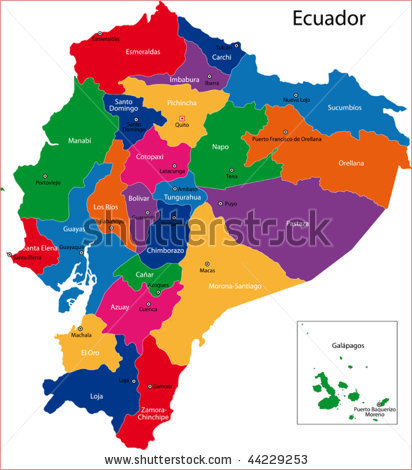 Ecuador
Esmeraldas
Esmeraldas
Tulcan
Carchi
Imbabura
Ibarra
Nueva Loja
Sucumbíos
Santo
Domingo
Santo
Domingo
Pichincha
Quito
Puerto Francisco de Orellana
Manabí
Napo
Orellana
Cotopaxi
Latacunga
Tena
Portoviejo
Bolivar
Ambato
Tungurahua
Los Ríos
Babahoyo
Guaranda
Puyo
Pastaza
Guayas
Guayaquil
Santa Elena
Santa Elena
Chimborazo
Macas
Cañar
Azogues
Morona-Santiago
Azuay
Cuenca
Machala
El Oro
Galápagos
Puerto Baquerizo
Moreno
Loja
Loja
Zamora
Zamora-
Chinchipe
shutterstock
www.shutterstock.com · 44229253